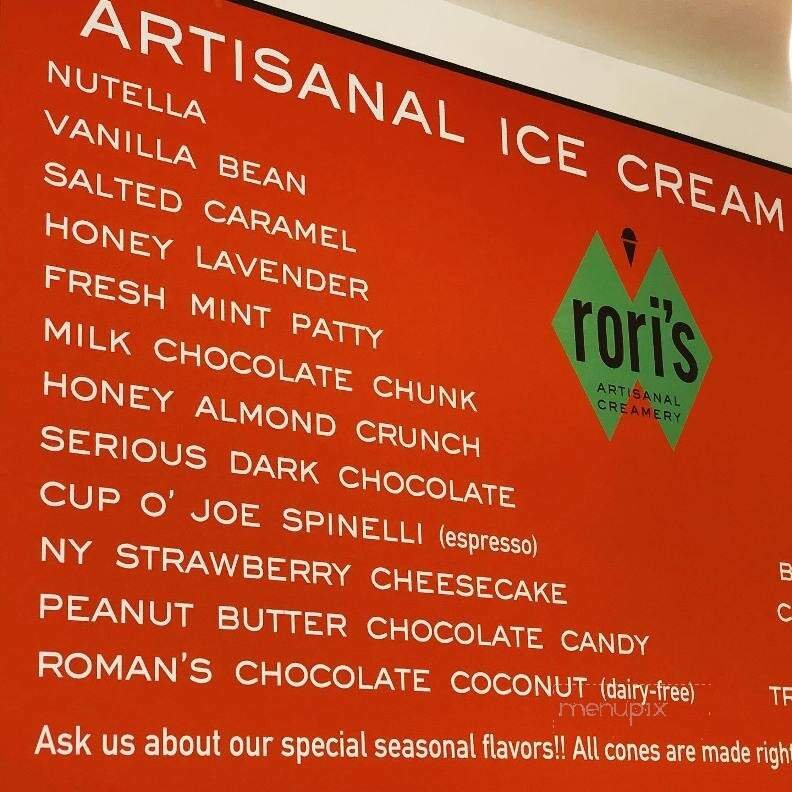 ARTISANAL ICE CREAM
NUTELLA
VANILLA BEAN
SALTED CARAMEL
HONEY LAVENDER
FRESH MINT PATTY
MILK CHOCOLATE CHUNK
HONEY ALMOND CRUNCH
SERIOUS DARK CHOCOLATE
CUP O' JOE SPINELLI (espresso)
NY STRAWBERRY CHEESECAKE
PEANUT BUTTER CHOCOLATE CANDY
ROMAN'S CHOCOLATE COCONUT (dairy-free)
Ask us about our special seasonal flavors!! All cones are made right
rori's
ARTISANAL
CREAMERY
menupix